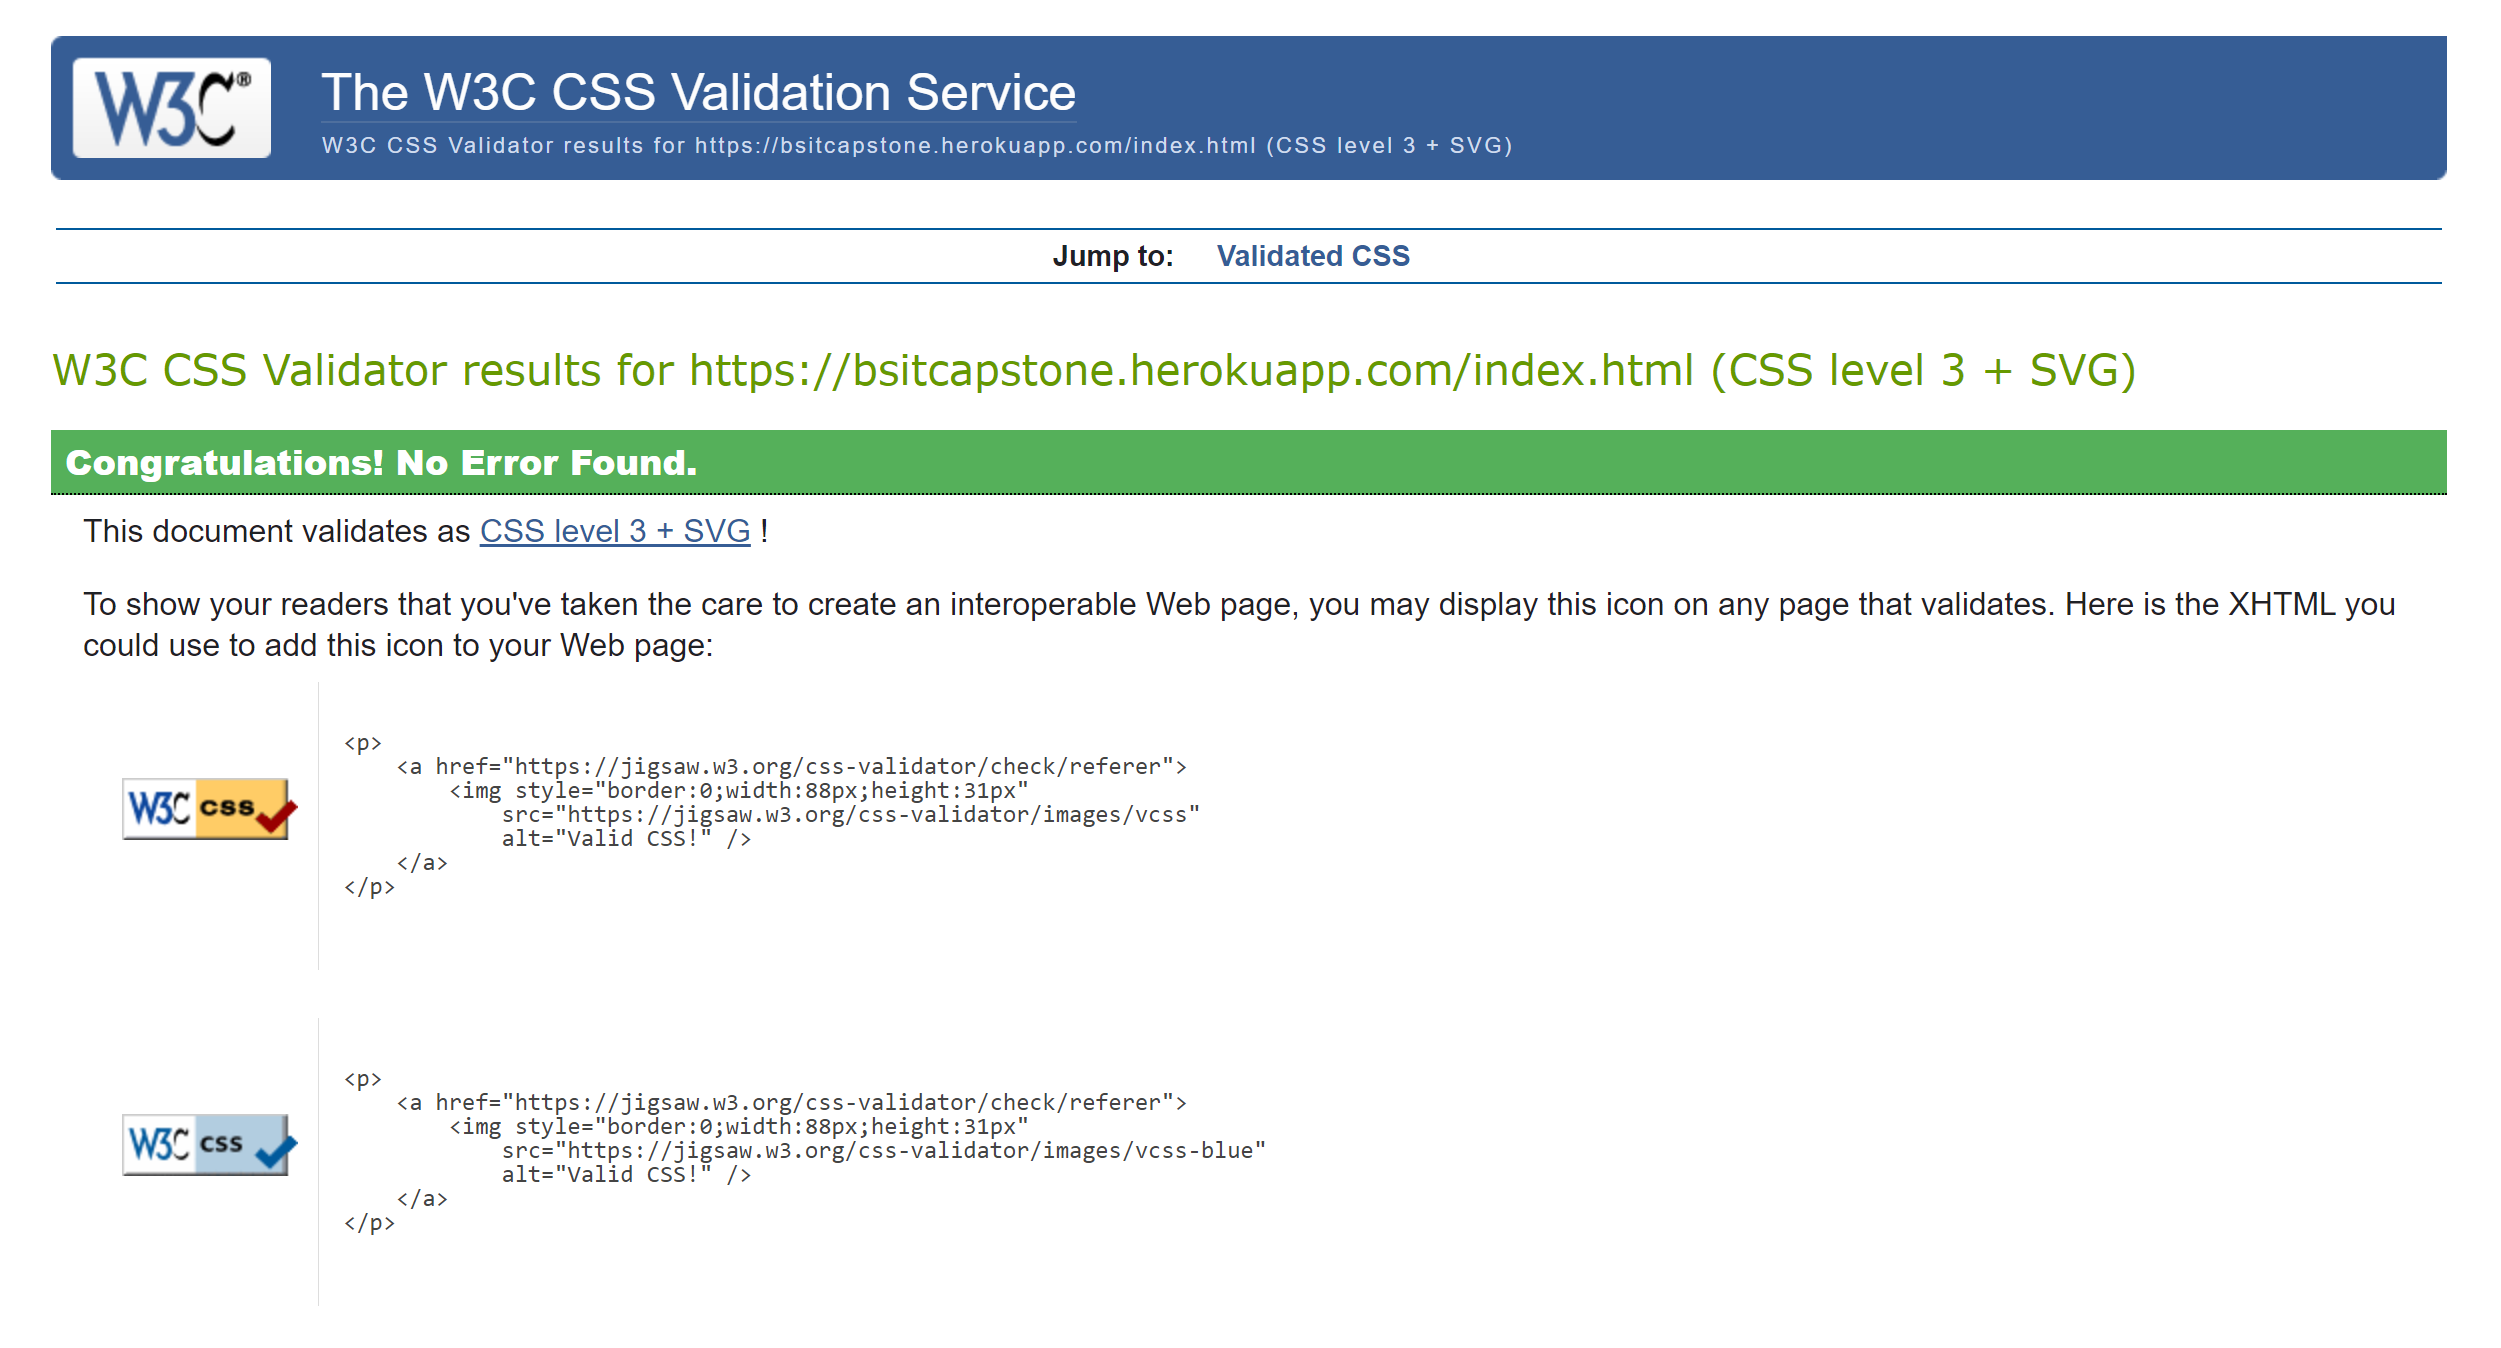 W3C®
The W3C CSS Validation Service
W3C CSS Validator results for https://bsitcapstone.herokuapp.com/index.html (CSS level 3 + SVG)
Jump to: Validated CSS
W3C CSS Validator results for https://bsitcapstone.herokuapp.com/index.html (CSS level 3 + SVG)
Congratulations! No Error Found.
This document validates as CSS level 3 + SVG !
To show your readers that you've taken the care to create an interoperable Web page, you may display this icon on any page that validates. Here is the XHTML you
could use to add this icon to your Web page:
W3C css
<p>
    <a href="https://jigsaw.w3.org/css-validator/check/referer">
        <img style="border:0;width:88px;height:31px"
            src="https://jigsaw.w3.org/css-validator/images/vcss"
            alt="Valid CSS!" />
    </a>
</p>
W3C css
<p>
    <a href="https://jigsaw.w3.org/css-validator/check/referer">
        <img style="border:0;width:88px;height:31px"
            src="https://jigsaw.w3.org/css-validator/images/vcss-blue"
            alt="Valid CSS!" />
    </a>
</p>